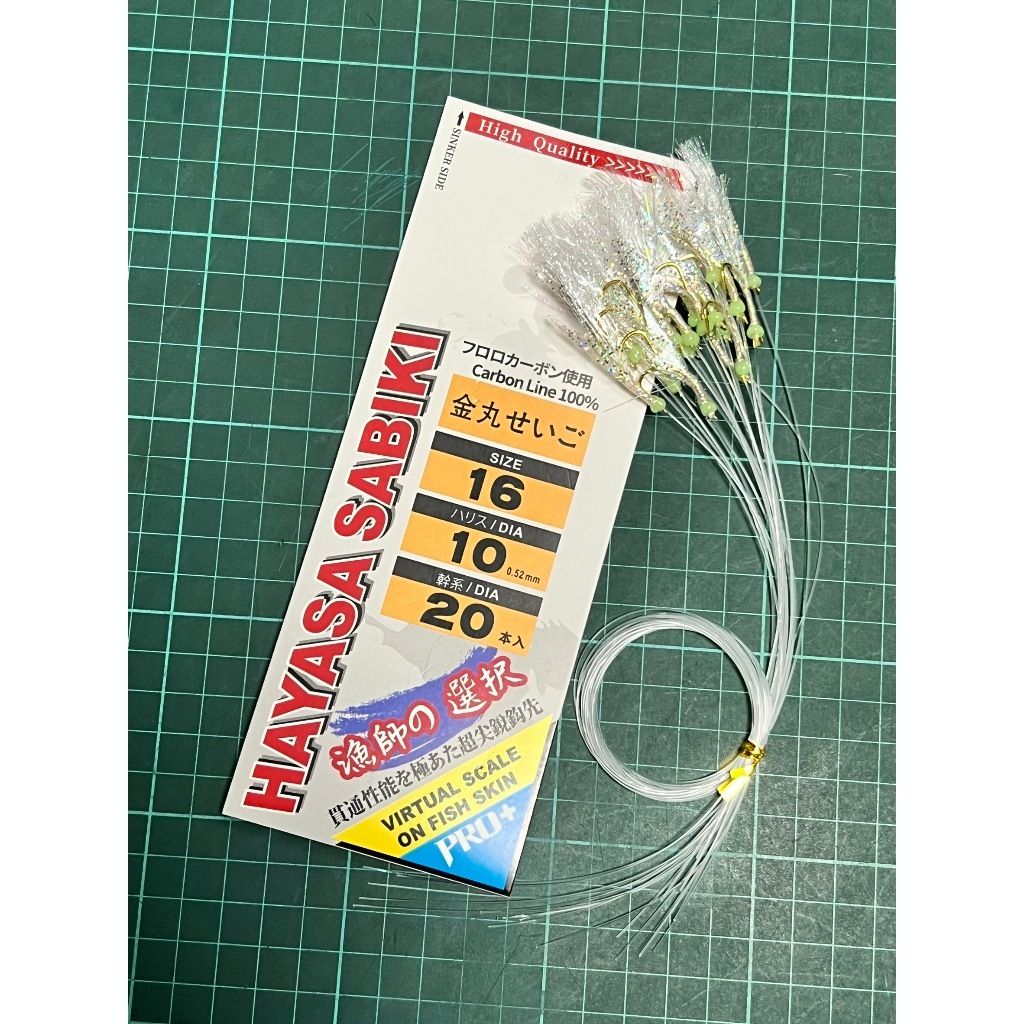 High Quality >>>>>
↑ SINKER SIDE
HAYASA SABIKI
フロロカーボン使用
Carbon Line 100%
金丸せいご
SIZE
16
ハリス/DIA
10 0.52mm
幹系/DIA
20 本入
漁師の 選択
貫通性能を極めた超尖鋭鈎先
VIRTUAL SCALE
ON FISH SKIN
PRO+